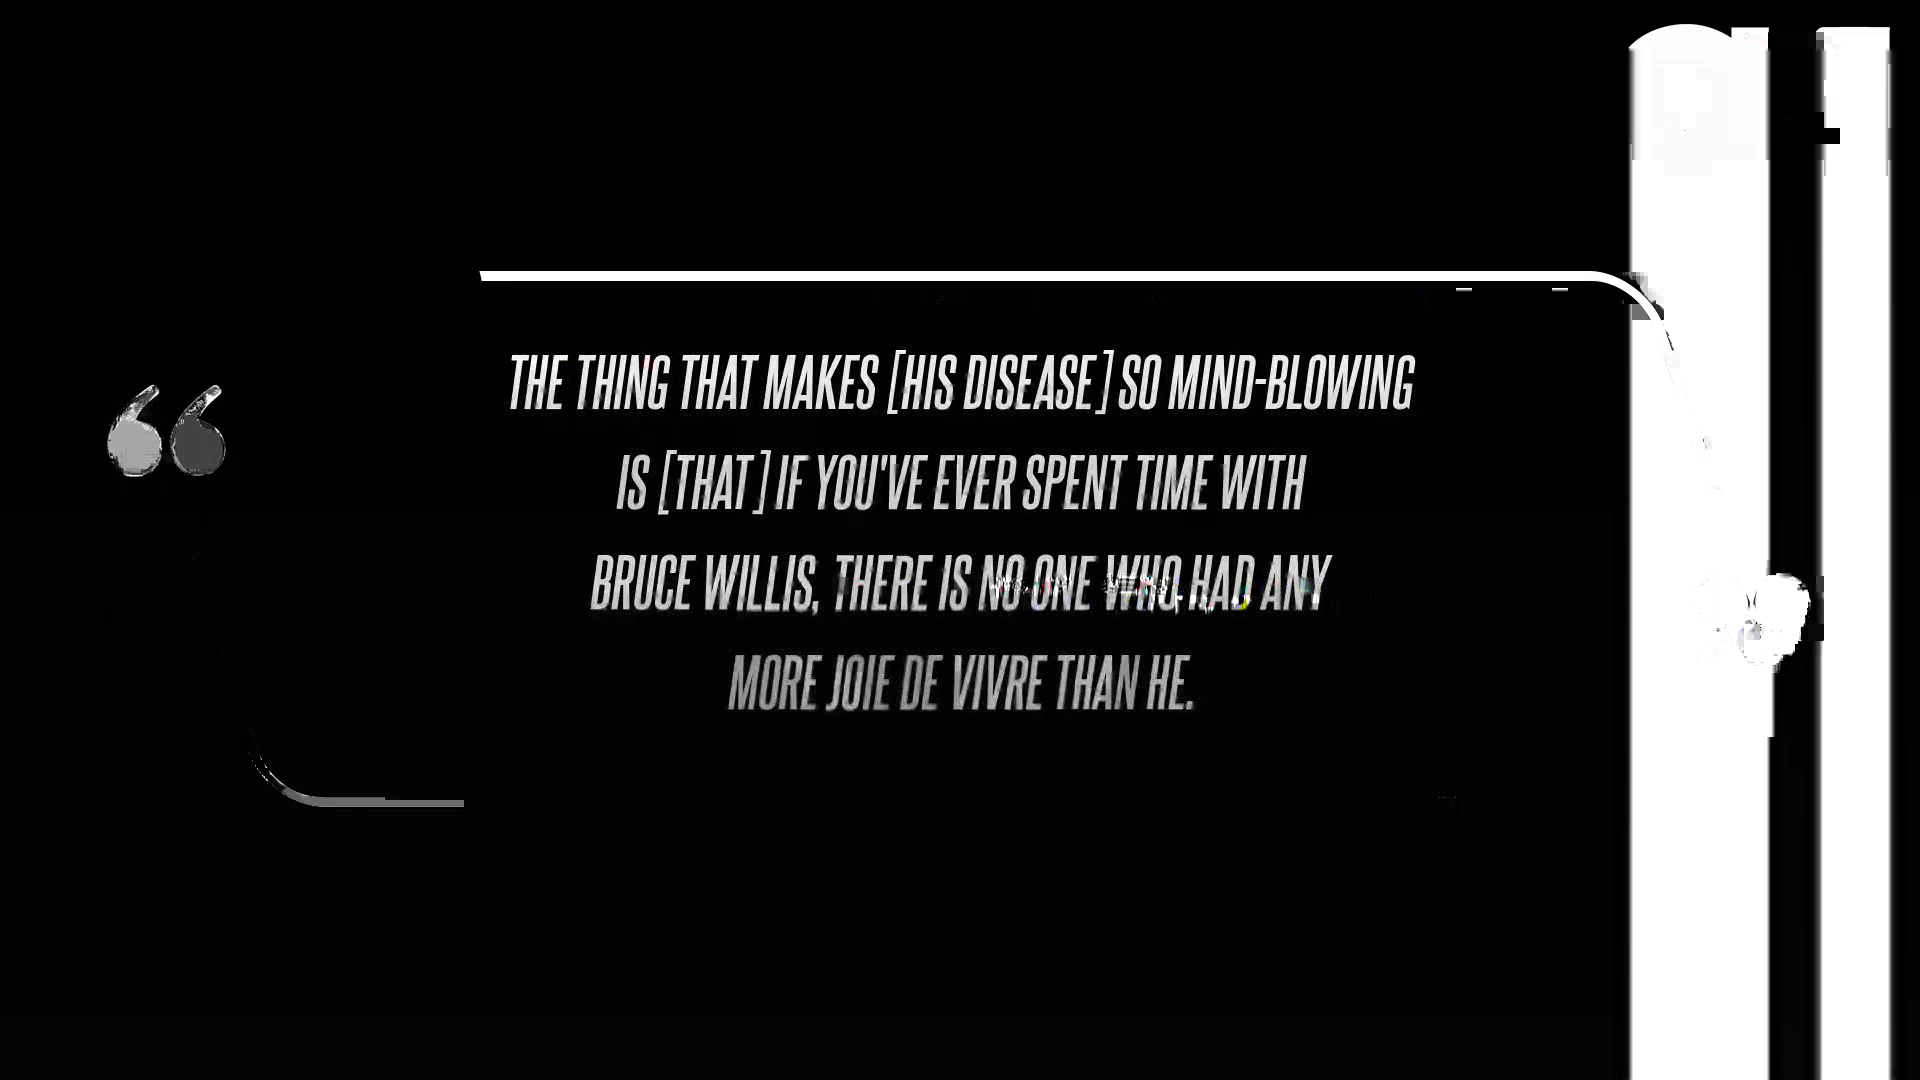 THE THING THAT MAKES [HIS DISEASE] SO MIND-BLOWING
IS [THAT] IF YOU'VE EVER SPENT TIME WITH
BRUCE WILLIS, THERE IS NO ONE WHO HAD ANY
MORE JOIE DE VIVRE THAN HE.